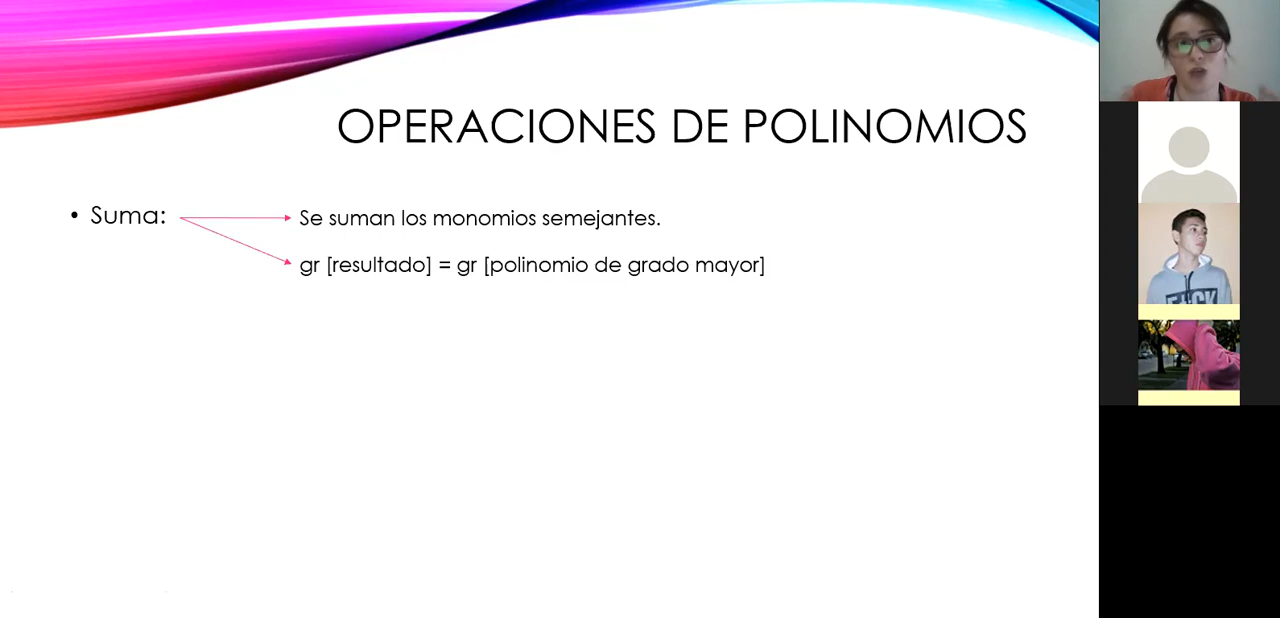 OPERACIONES DE POLINOMIOS
• Suma:
Se suman los monomios semejantes.
gr [resultado] = gr [polinomio de grado mayor]